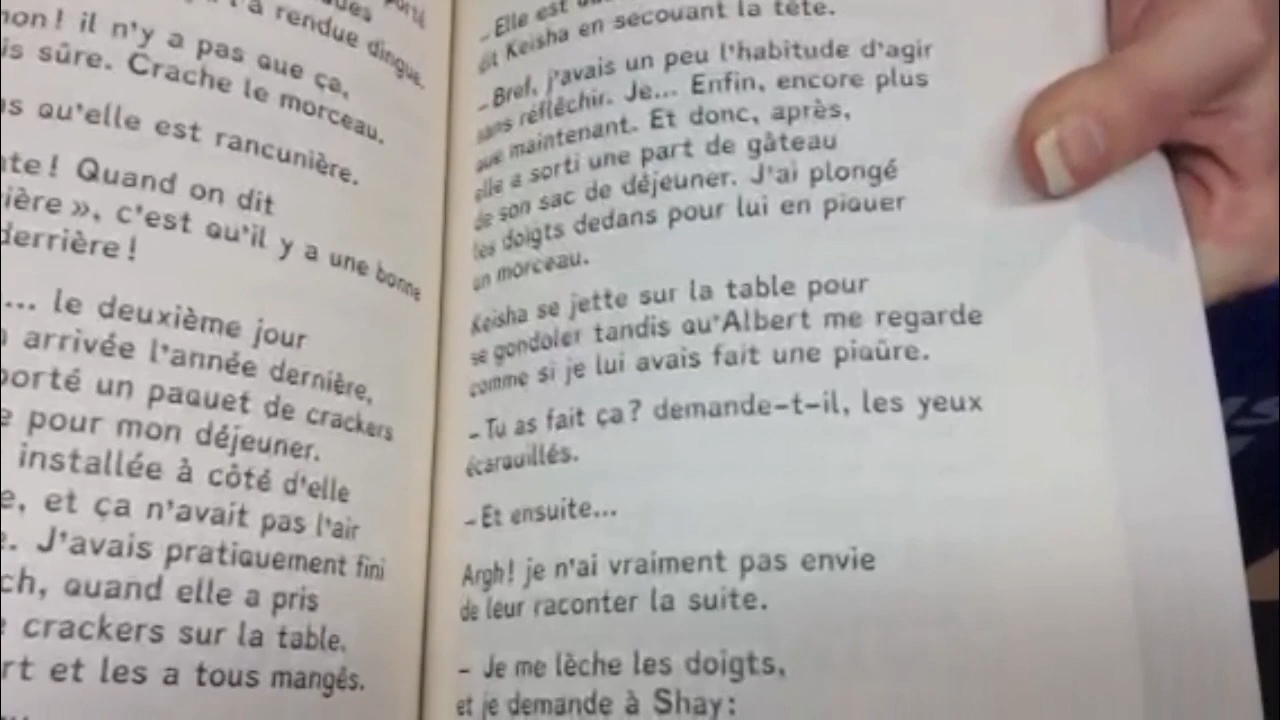 a rendue dingue.
non! il n'y a pas que ça,
is sûre. Crache le morceau.
as qu'elle est rancunière.
te! Quand on dit
ière », c'est qu'il y a une bonne
derrière!
... le deuxième jour
arrivée l'année dernière,
porté un paquet de crackers
e pour mon déjeuner.
installée à côté d'elle
e, et ça n'avait pas l'air
e. J'avais pratiquement fini
ch, quand elle a pris
crackers sur la table,
rt et les a tous mangés.
– Elle est
dit Keisha en secouant la tête.
– Bref, j'avais un peu l'habitude d'agir
sans réfléchir. Je... Enfin, encore plus
que maintenant. Et donc, après,
elle a sorti une part de gâteau
de son sac de déjeuner. J'ai plongé
les doigts dedans pour lui en piquer
un morceau.
Keisha se jette sur la table pour
se gondoler tandis qu'Albert me regarde
comme si je lui avais fait une piqûre.
– Tu as fait ça? demande-t-il, les yeux
écarquillés.
– Et ensuite...
Argh! je n'ai vraiment pas envie
de leur raconter la suite.
– Je me lèche les doigts,
et je demande à Shay: